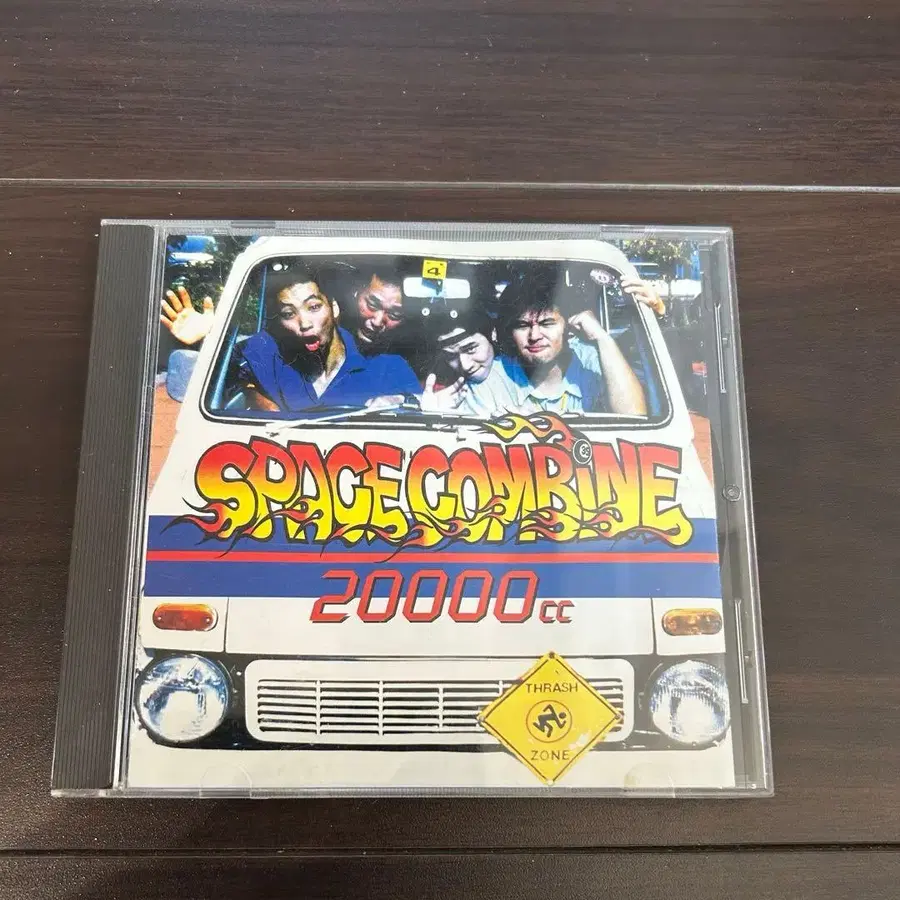 4
SPACE COMBINE
20000cc
THRASH
ZONE